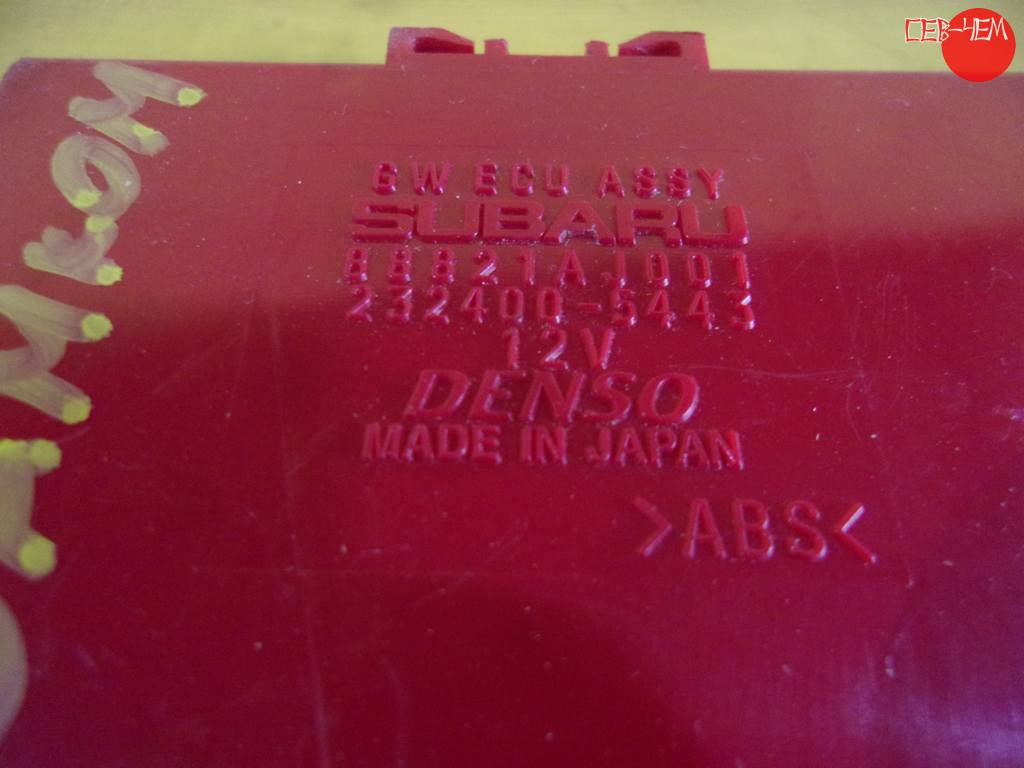 СЕВ-ЧЕМ
GW ECU ASSY
SUBARU
88821AJ001
232400-5443
12V
DENSO
MADE IN JAPAN
>ABS<